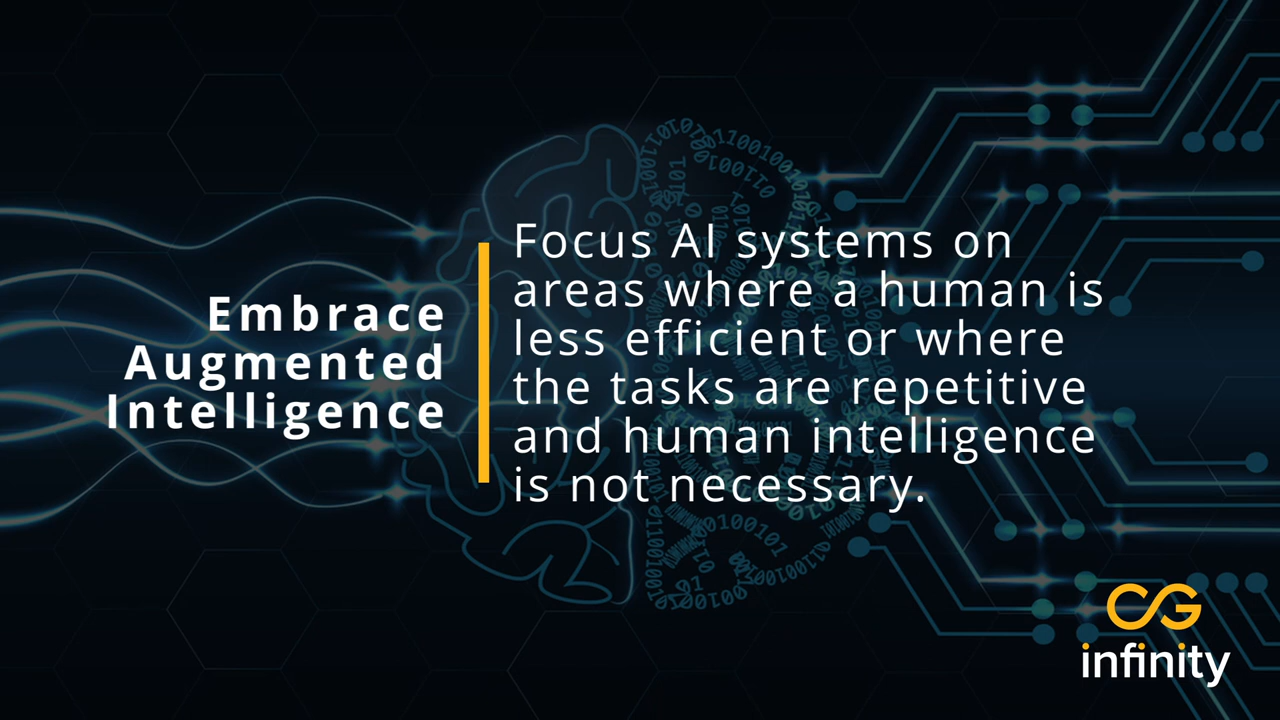 Embrace
Augmented
Intelligence
Focus AI systems on
areas where a human is
less efficient or where
the tasks are repetitive
and human intelligence
is not necessary.
CG
infinity